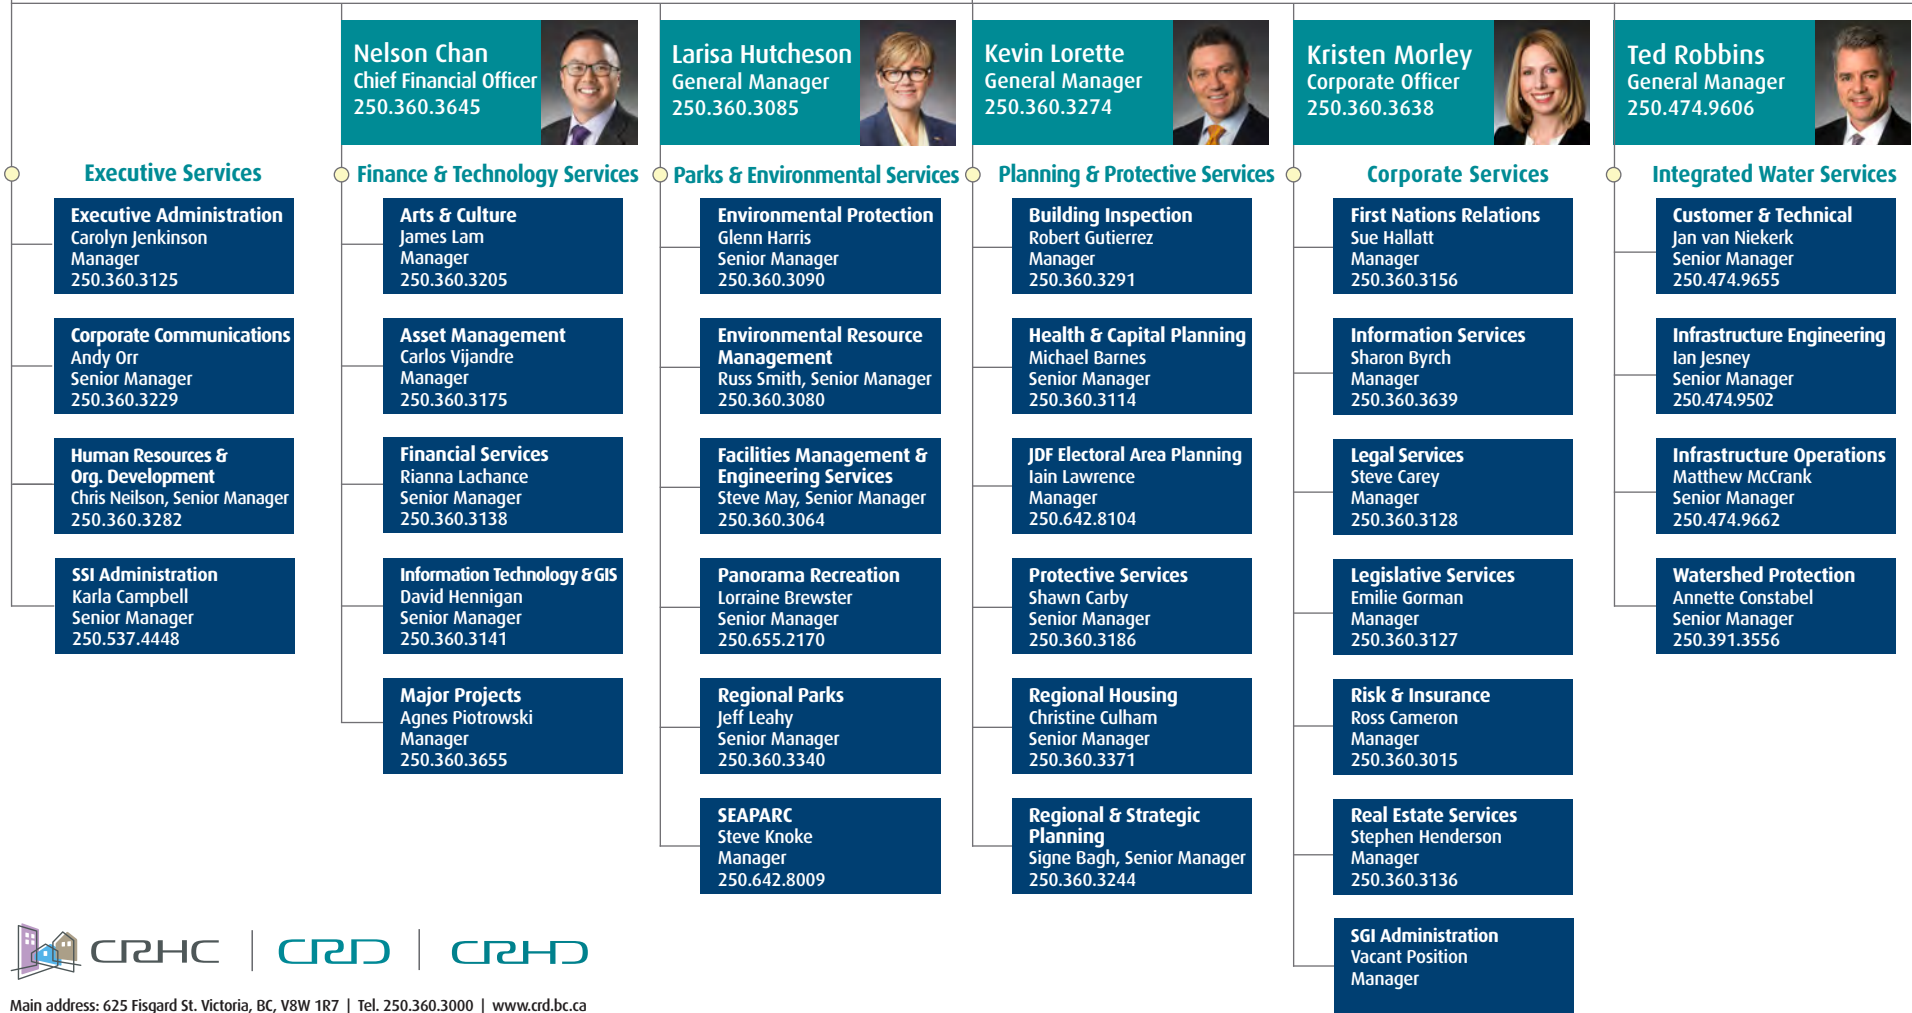 Nelson Chan
Chief Financial Officer
250.360.3645
Larisa Hutcheson
General Manager
250.360.3085
Kevin Lorette
General Manager
250.360.3274
Kristen Morley
Corporate Officer
250.360.3638
Ted Robbins
General Manager
250.474.9606
Executive Services
Executive Administration
Carolyn Jenkinson
Manager
250.360.3125
Corporate Communications
Andy Orr
Senior Manager
250.360.3229
Human Resources &
Org. Development
Chris Neilson, Senior Manager
250.360.3282
SSI Administration
Karla Campbell
Senior Manager
250.537.4448
Finance & Technology Services
Arts & Culture
James Lam
Manager
250.360.3205
Asset Management
Carlos Vijandre
Manager
250.360.3175
Financial Services
Rianna Lachance
Senior Manager
250.360.3138
Information Technology & GIS
David Hennigan
Senior Manager
250.360.3141
Major Projects
Agnes Piotrowski
Manager
250.360.3655
Parks & Environmental Services
Environmental Protection
Glenn Harris
Senior Manager
250.360.3090
Environmental Resource
Management
Russ Smith, Senior Manager
250.360.3080
Facilities Management &
Engineering Services
Steve May, Senior Manager
250.360.3064
Panorama Recreation
Lorraine Brewster
Senior Manager
250.655.2170
Regional Parks
Jeff Leahy
Senior Manager
250.360.3340
SEAPARC
Steve Knoke
Manager
250.642.8009
Planning & Protective Services
Building Inspection
Robert Gutierrez
Manager
250.360.3291
Health & Capital Planning
Michael Barnes
Senior Manager
250.360.3114
JDF Electoral Area Planning
Iain Lawrence
Manager
250.642.8104
Protective Services
Shawn Carby
Senior Manager
250.360.3186
Regional Housing
Christine Culham
Senior Manager
250.360.3371
Regional & Strategic
Planning
Signe Bagh, Senior Manager
250.360.3244
Corporate Services
First Nations Relations
Sue Hallatt
Manager
250.360.3156
Information Services
Sharon Byrch
Manager
250.360.3639
Legal Services
Steve Carey
Manager
250.360.3128
Legislative Services
Emilie Gorman
Manager
250.360.3127
Risk & Insurance
Ross Cameron
Manager
250.360.3015
Real Estate Services
Stephen Henderson
Manager
250.360.3136
SGI Administration
Vacant Position
Manager
Integrated Water Services
Customer & Technical
Jan van Niekerk
Senior Manager
250.474.9655
Infrastructure Engineering
Ian Jesney
Senior Manager
250.474.9502
Infrastructure Operations
Matthew McCrank
Senior Manager
250.474.9662
Watershed Protection
Annette Constabel
Senior Manager
250.391.3556
CRHC | CRD | CRHD
Main address: 625 Fisgard St. Victoria, BC, V8W 1R7 | Tel. 250.360.3000 | www.crd.bc.ca